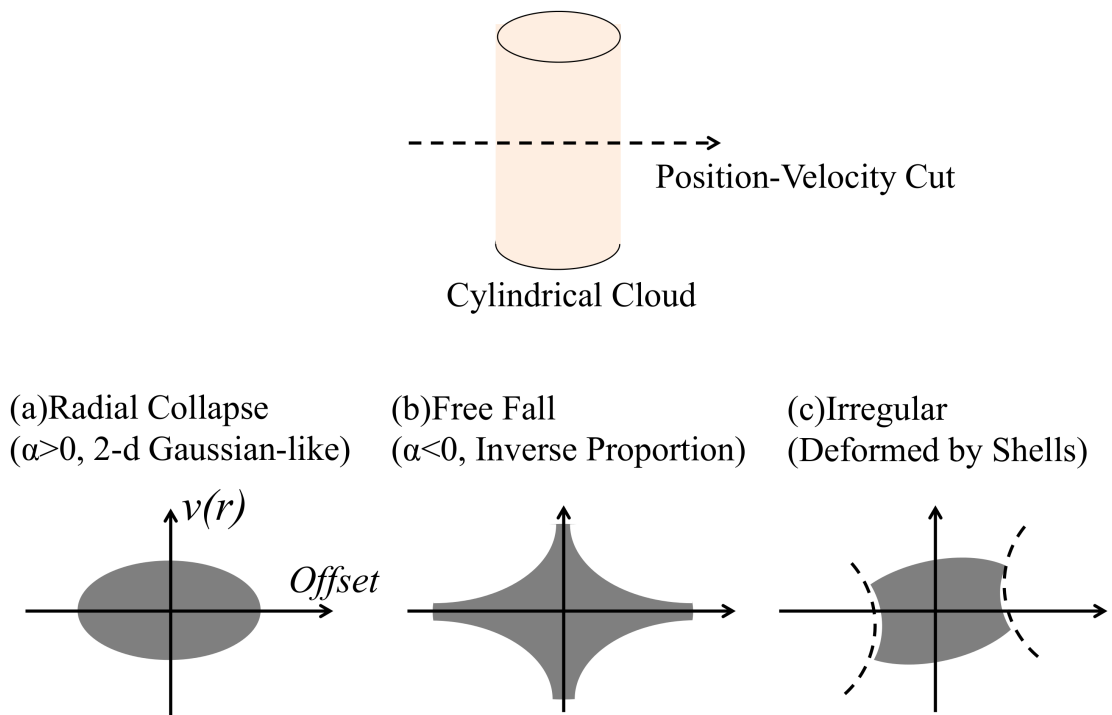 Position-Velocity Cut
Cylindrical Cloud
(a)Radial Collapse
(α>0, 2-d Gaussian-like)
(b)Free Fall
(α<0, Inverse Proportion)
(c)Irregular
(Deformed by Shells)
v(r)
Offset